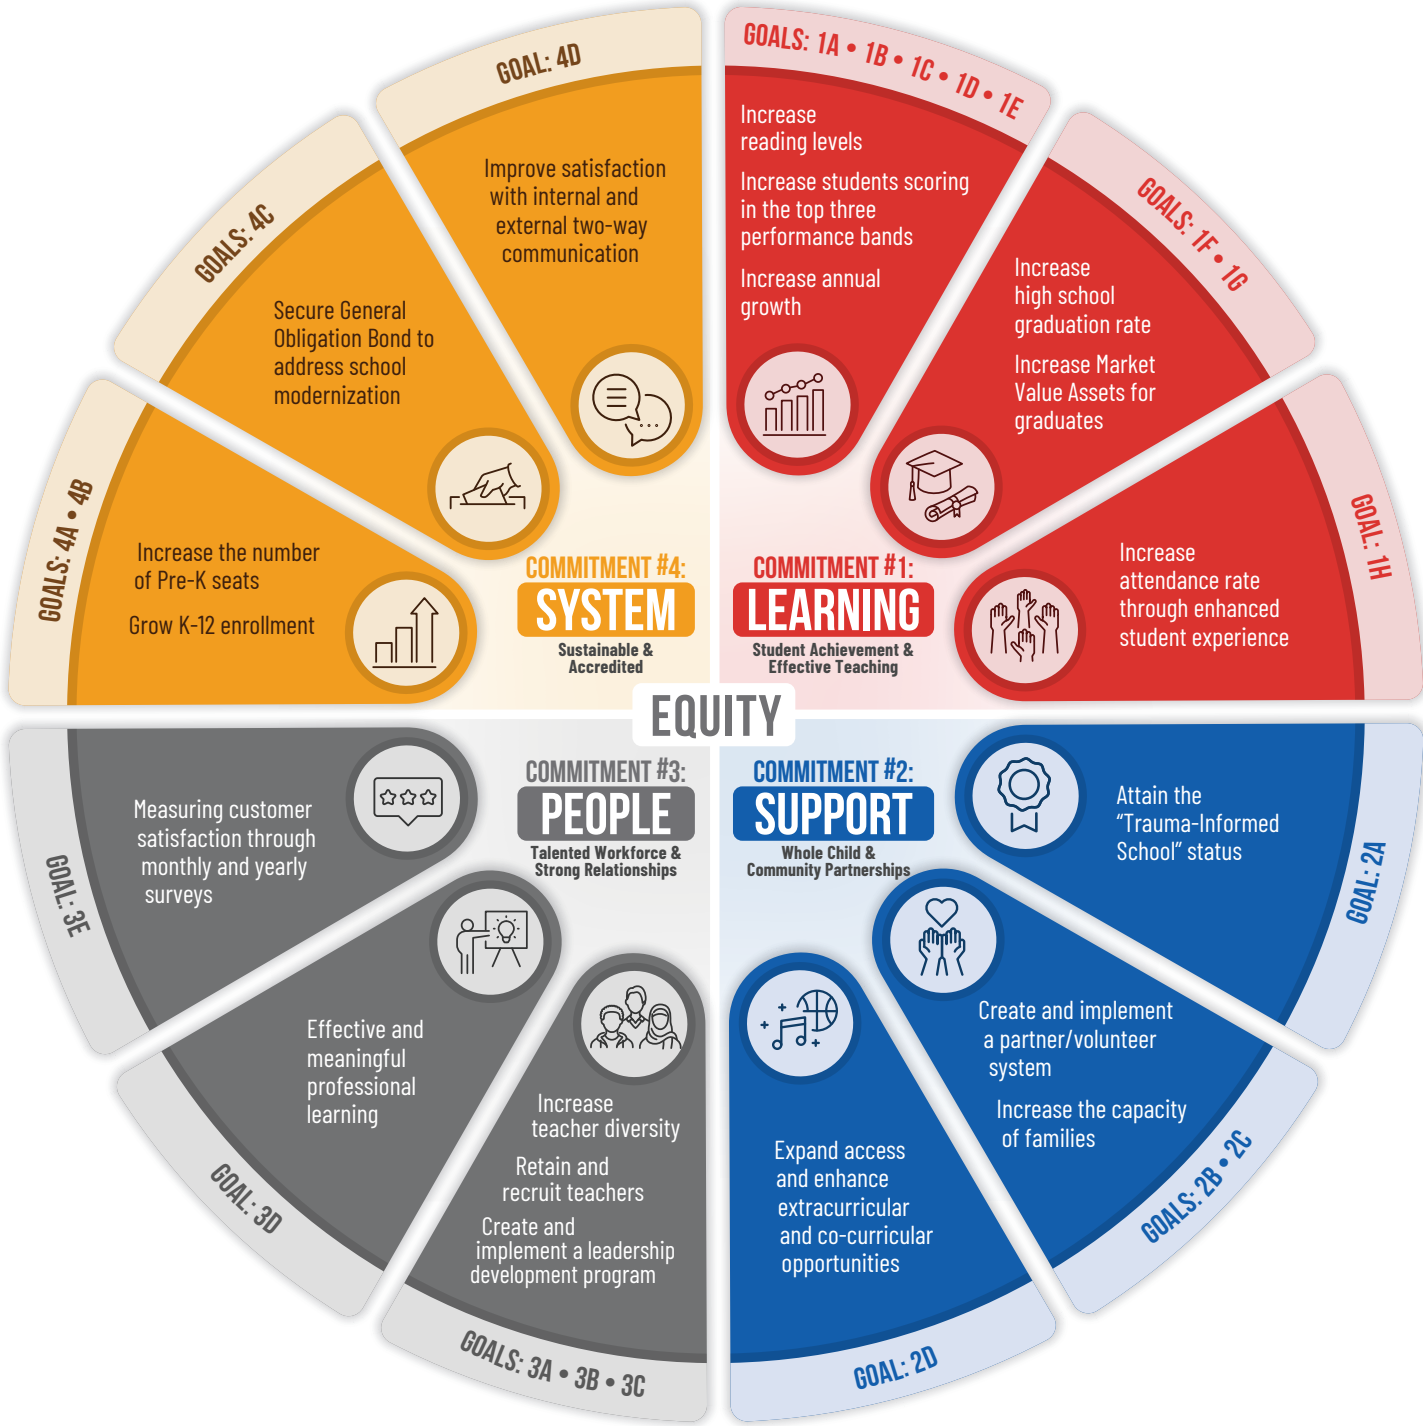 GOALS: 1A • 1B • 1C • 1D • 1E
Increase
reading levels
Increase students scoring
in the top three
performance bands
Increase annual
growth
GOALS: 1F • 1G
Increase
high school
graduation rate
Increase Market
Value Assets for
graduates
GOAL: 1H
Increase
attendance rate
through enhanced
student experience
COMMITMENT #1:
LEARNING
Student Achievement &
Effective Teaching
GOAL: 2A
Attain the
“Trauma-Informed
School” status
GOALS: 2B • 2C
Create and implement
a partner/volunteer
system
Increase the capacity
of families
GOAL: 2D
Expand access
and enhance
extracurricular
and co-curricular
opportunities
COMMITMENT #2:
SUPPORT
Whole Child &
Community Partnerships
GOALS: 3A • 3B • 3C
Increase
teacher diversity
Retain and
recruit teachers
Create and
implement a leadership
development program
GOAL: 3D
Effective and
meaningful
professional
learning
GOAL: 3E
Measuring customer
satisfaction through
monthly and yearly
surveys
COMMITMENT #3:
PEOPLE
Talented Workforce &
Strong Relationships
GOALS: 4A • 4B
Increase the number
of Pre-K seats
Grow K-12 enrollment
GOALS: 4C
Secure General
Obligation Bond to
address school
modernization
GOAL: 4D
Improve satisfaction
with internal and
external two-way
communication
COMMITMENT #4:
SYSTEM
Sustainable &
Accredited
EQUITY